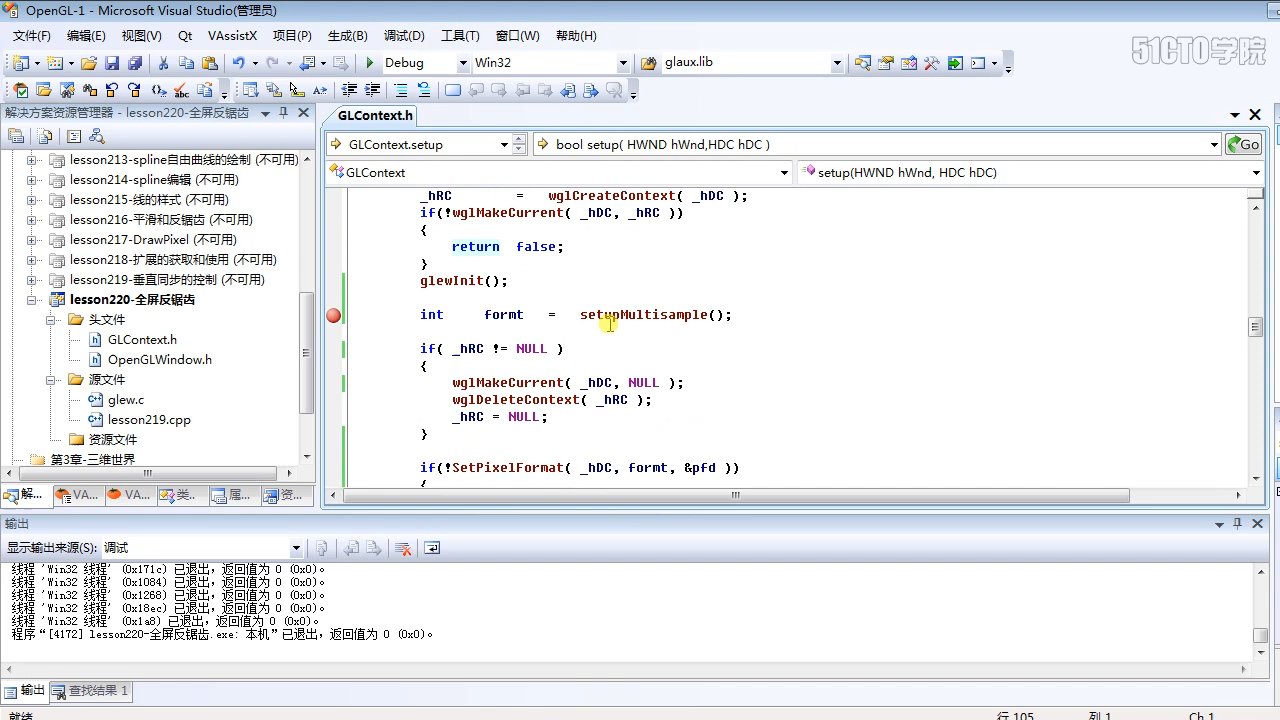 OpenGL-1 - Microsoft Visual Studio(管理员)
文件(F) 编辑(E) 视图(V) Qt VAssistX 项目(P) 生成(B) 调试(D) 工具(T) 窗口(W) 帮助(H)
51CTO学院
Debug Win32 glaux.lib
解决方案资源管理器 - lesson220-全屏反锯齿
GLContext.h
GLContext.setup bool setup( HWND hWnd,HDC hDC ) Go
GLContext setup(HWND hWnd, HDC hDC)
lesson213-spline自由曲线的绘制 (不可用)
lesson214-spline编辑 (不可用)
lesson215-线的样式 (不可用)
lesson216-平滑和反锯齿 (不可用)
lesson217-DrawPixel (不可用)
lesson218-扩展的获取和使用 (不可用)
lesson219-垂直同步的控制 (不可用)
lesson220-全屏反锯齿
头文件
GLContext.h
OpenGLWindow.h
源文件
glew.c
lesson219.cpp
资源文件
第3章-三维世界
解... VA... VA... 类... 属... 资...
_hRC = wglCreateContext( _hDC );
if(!wglMakeCurrent( _hDC, _hRC ))
{
return false;
}
glewInit();
int formt = setupMultisample();
if( _hRC != NULL )
{
wglMakeCurrent( _hDC, NULL );
wglDeleteContext( _hRC );
_hRC = NULL;
}
if(!SetPixelFormat( _hDC, formt, &pfd ))
输出
显示输出来源(S): 调试
线程 'Win32 线程' (0x171c) 已退出，返回值为 0 (0x0)。
线程 'Win32 线程' (0x1084) 已退出，返回值为 0 (0x0)。
线程 'Win32 线程' (0x1268) 已退出，返回值为 0 (0x0)。
线程 'Win32 线程' (0x18ec) 已退出，返回值为 0 (0x0)。
线程 'Win32 线程' (0x1a8) 已退出，返回值为 0 (0x0)。
程序“[4172] lesson220-全屏反锯齿.exe: 本机”已退出，返回值为 0 (0x0)。
输出 查找结果 1
就绪 行 105 列 1 Ch 1